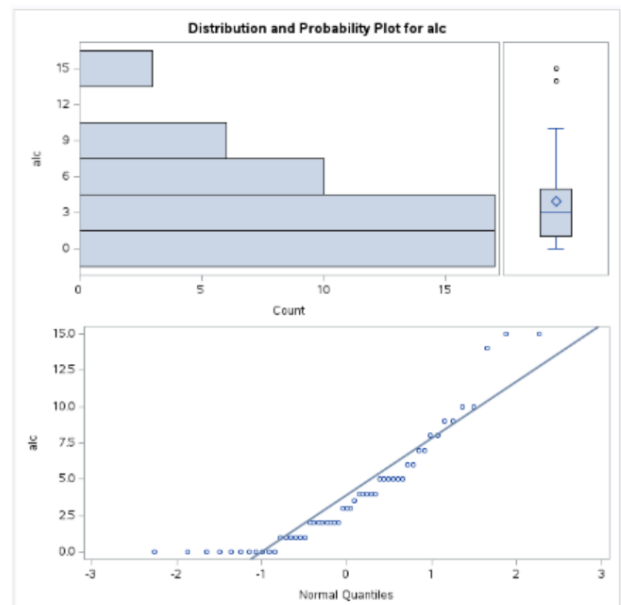 Distribution and Probability Plot for alc
15
12
9
6
3
0
alc
0 5 10 15
Count
15.0
12.5
10.0
7.5
5.0
2.5
0.0
alc
-3 -2 -1 0 1 2 3
Normal Quantiles